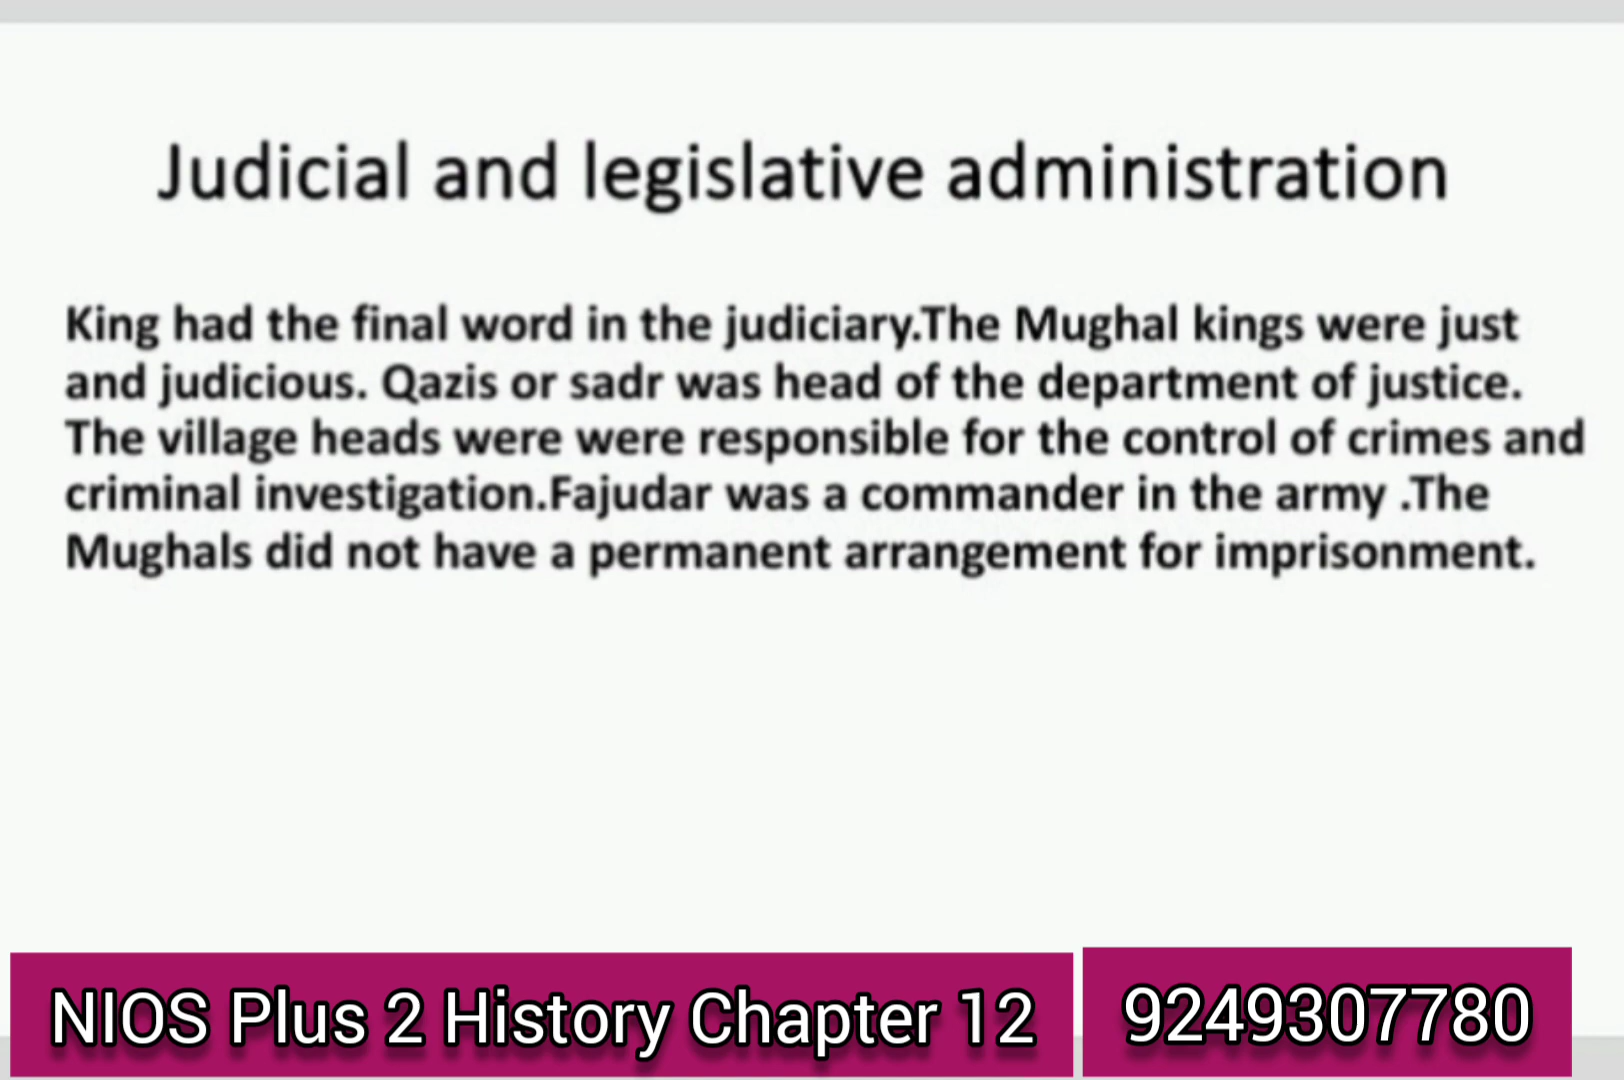 Judicial and legislative administration
King had the final word in the judiciary.The Mughal kings were just
and judicious. Qazis or sadr was head of the department of justice.
The village heads were were responsible for the control of crimes and
criminal investigation.Fajudar was a commander in the army .The
Mughals did not have a permanent arrangement for imprisonment.
NIOS Plus 2 History Chapter 12
9249307780